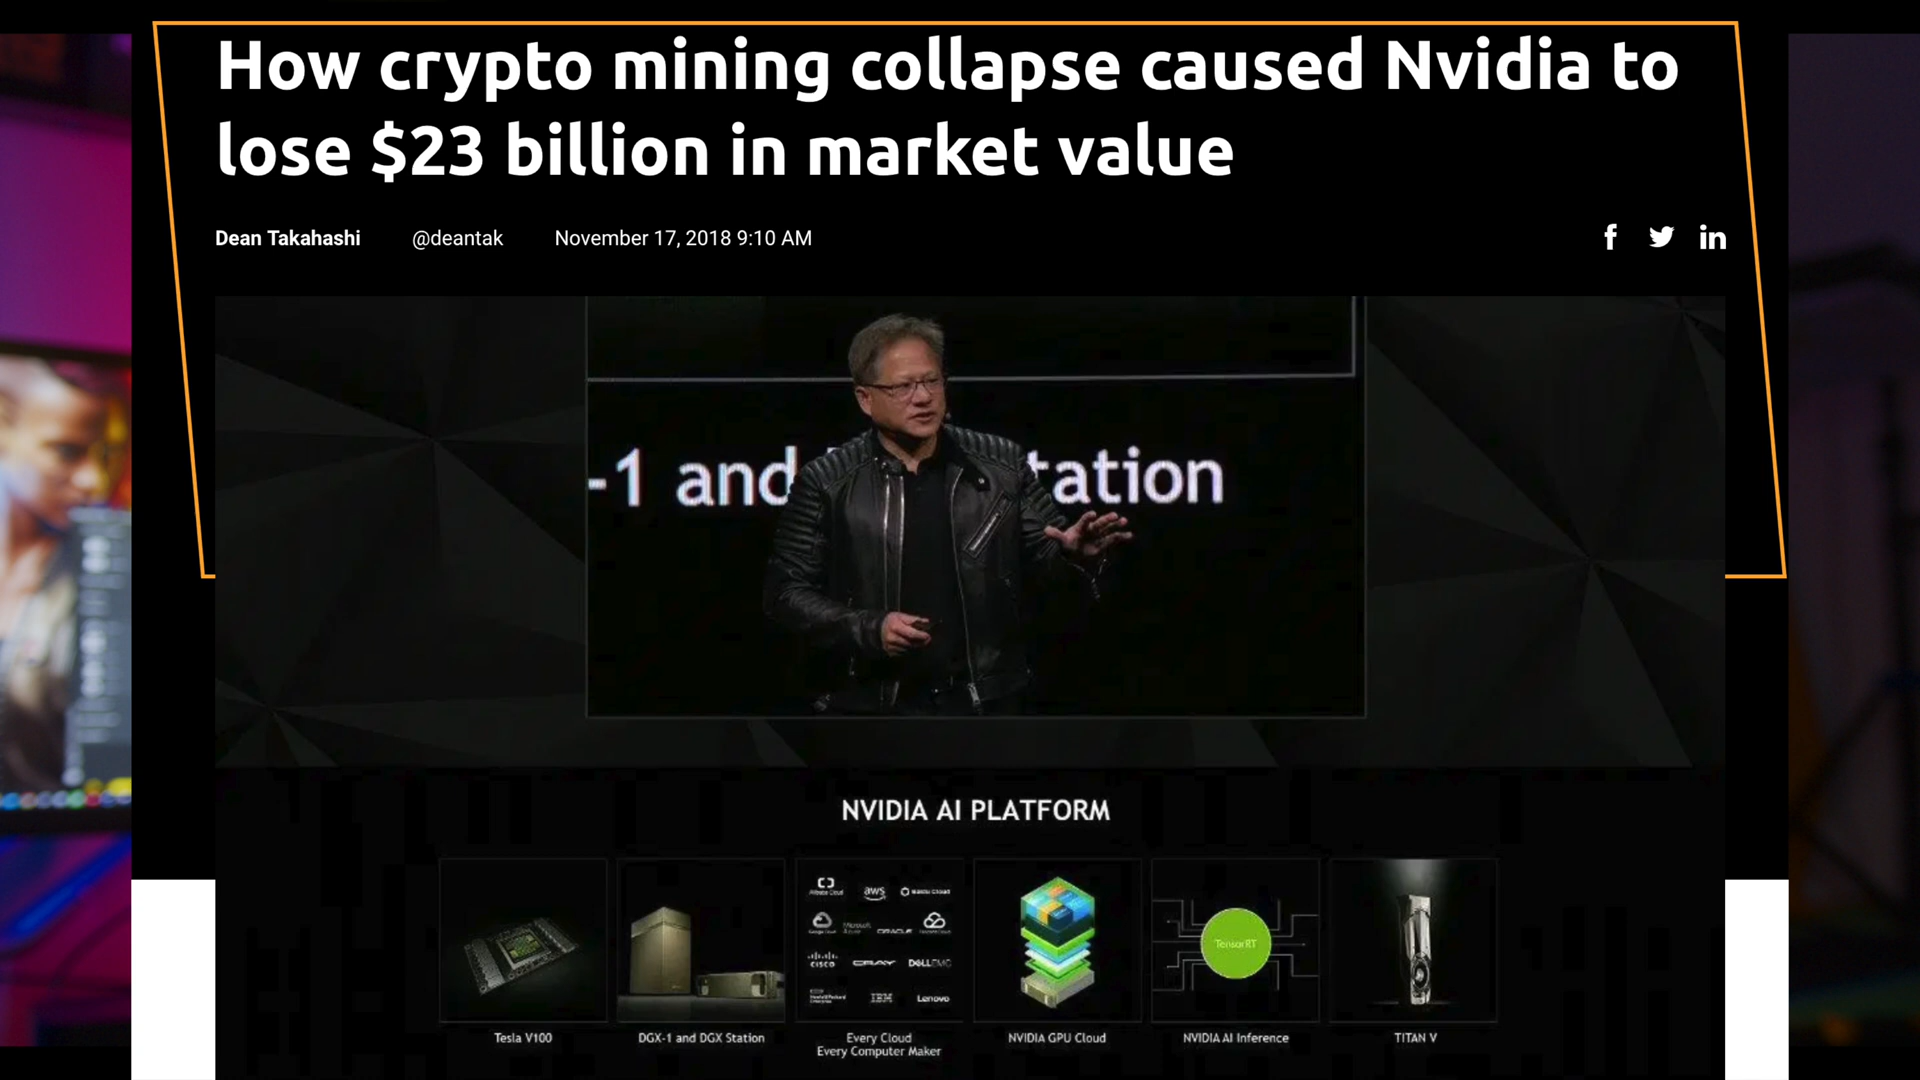 How crypto mining collapse caused Nvidia to
lose $23 billion in market value
Dean Takahashi @deantak November 17, 2018 9:10 AM
f in
-1 and tation
NVIDIA AI PLATFORM
aws
ORACLE
CISCO CRAY DELLEMC
IBM Lenovo
TensorRT
Tesla V100
DGX-1 and DGX Station
Every Cloud
Every Computer Maker
NVIDIA GPU Cloud
NVIDIA AI Inference
TITAN V